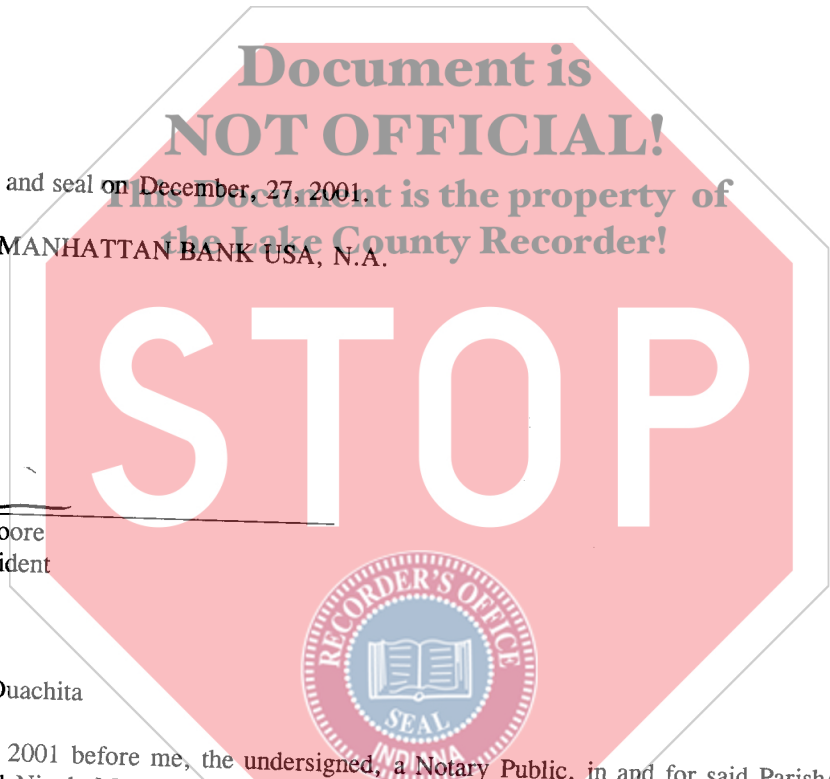 Document is
NOT OFFICIAL!
and seal on December, 27, 2001.
This Document is the property of
MANHATTAN BANK USA, N.A.
the Lake County Recorder!
STOP
oore
ident
RECORDER'S OFFICE
SEAL
INDIANA
Ouachita
2001 before me, the undersigned, a Notary Public, in and for said Parish